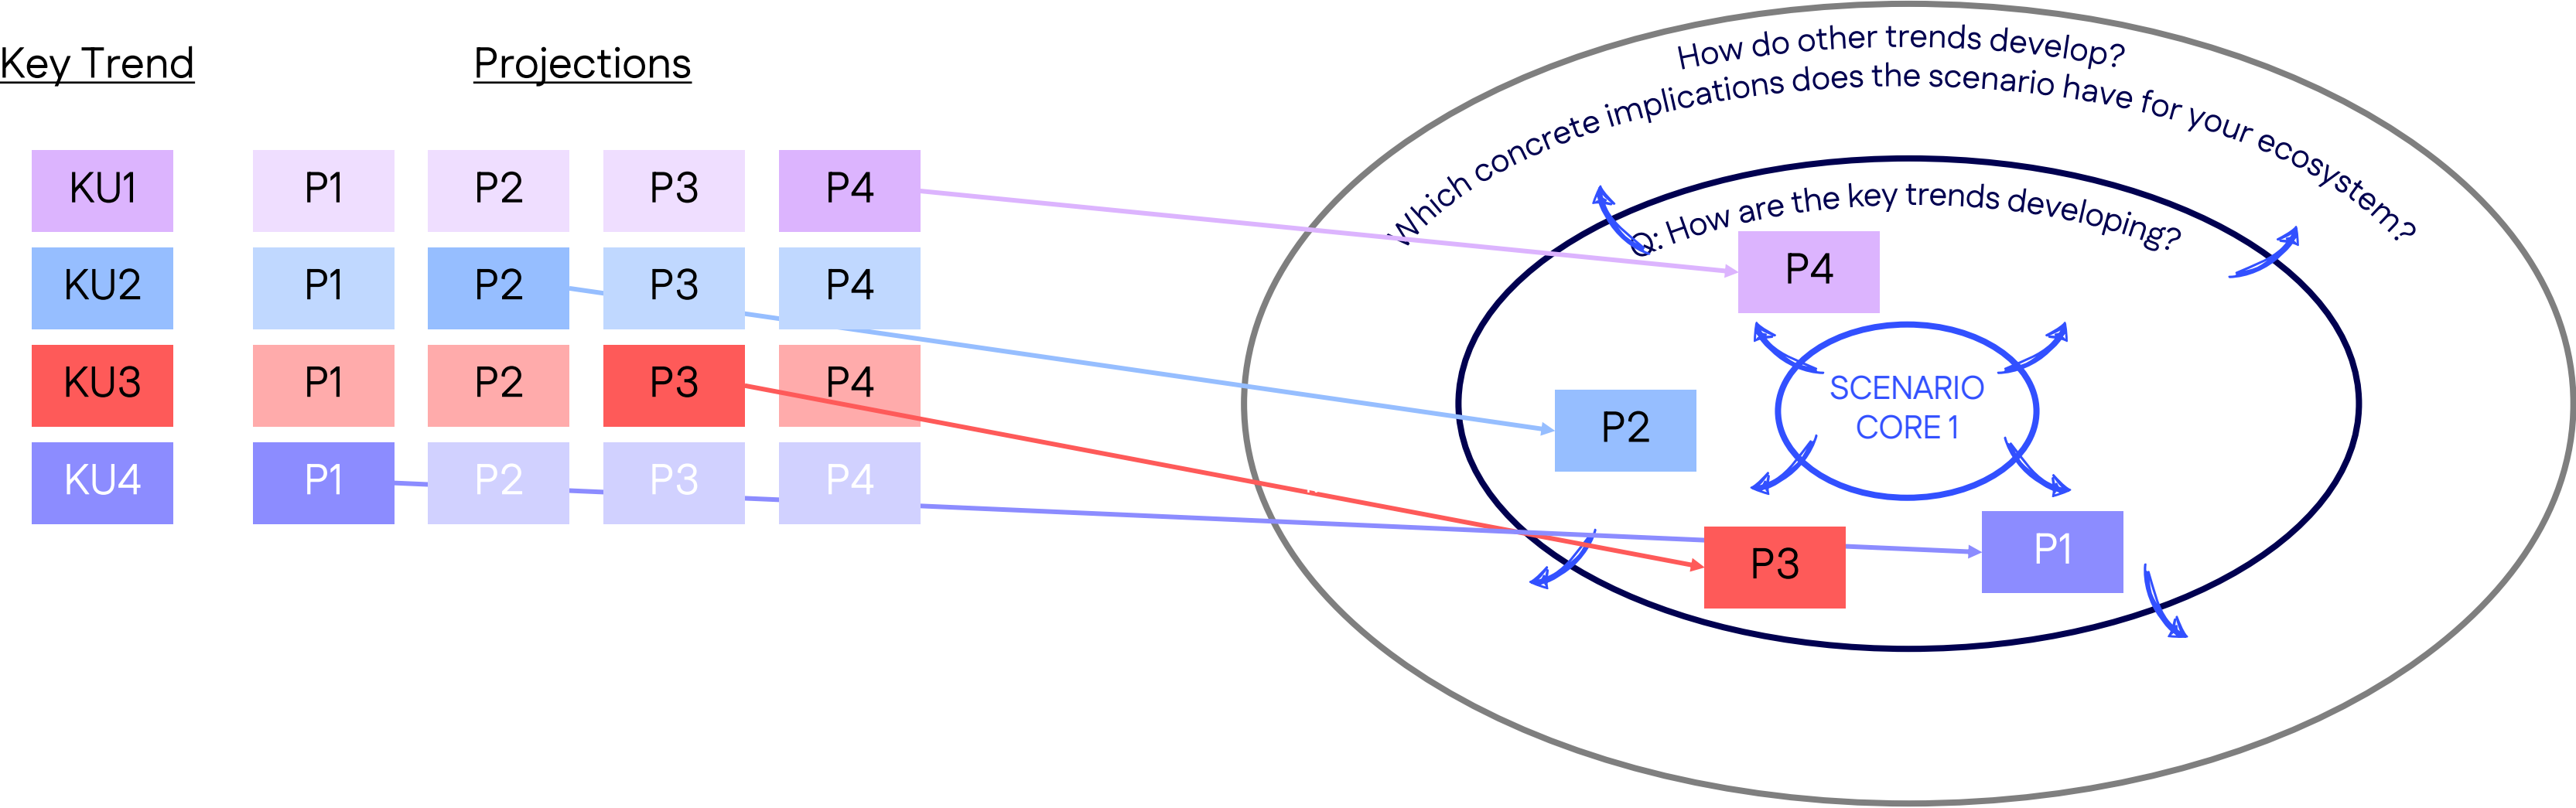 Key Trend
Projections
KU1 P1 P2 P3 P4
KU2 P1 P2 P3 P4
KU3 P1 P2 P3 P4
KU4 P1 P2 P3 P4
How do other trends develop?
Which concrete implications does the scenario have for your ecosystem?
Q: How are the key trends developing?
P4
SCENARIO
CORE 1
P2
P3
P1